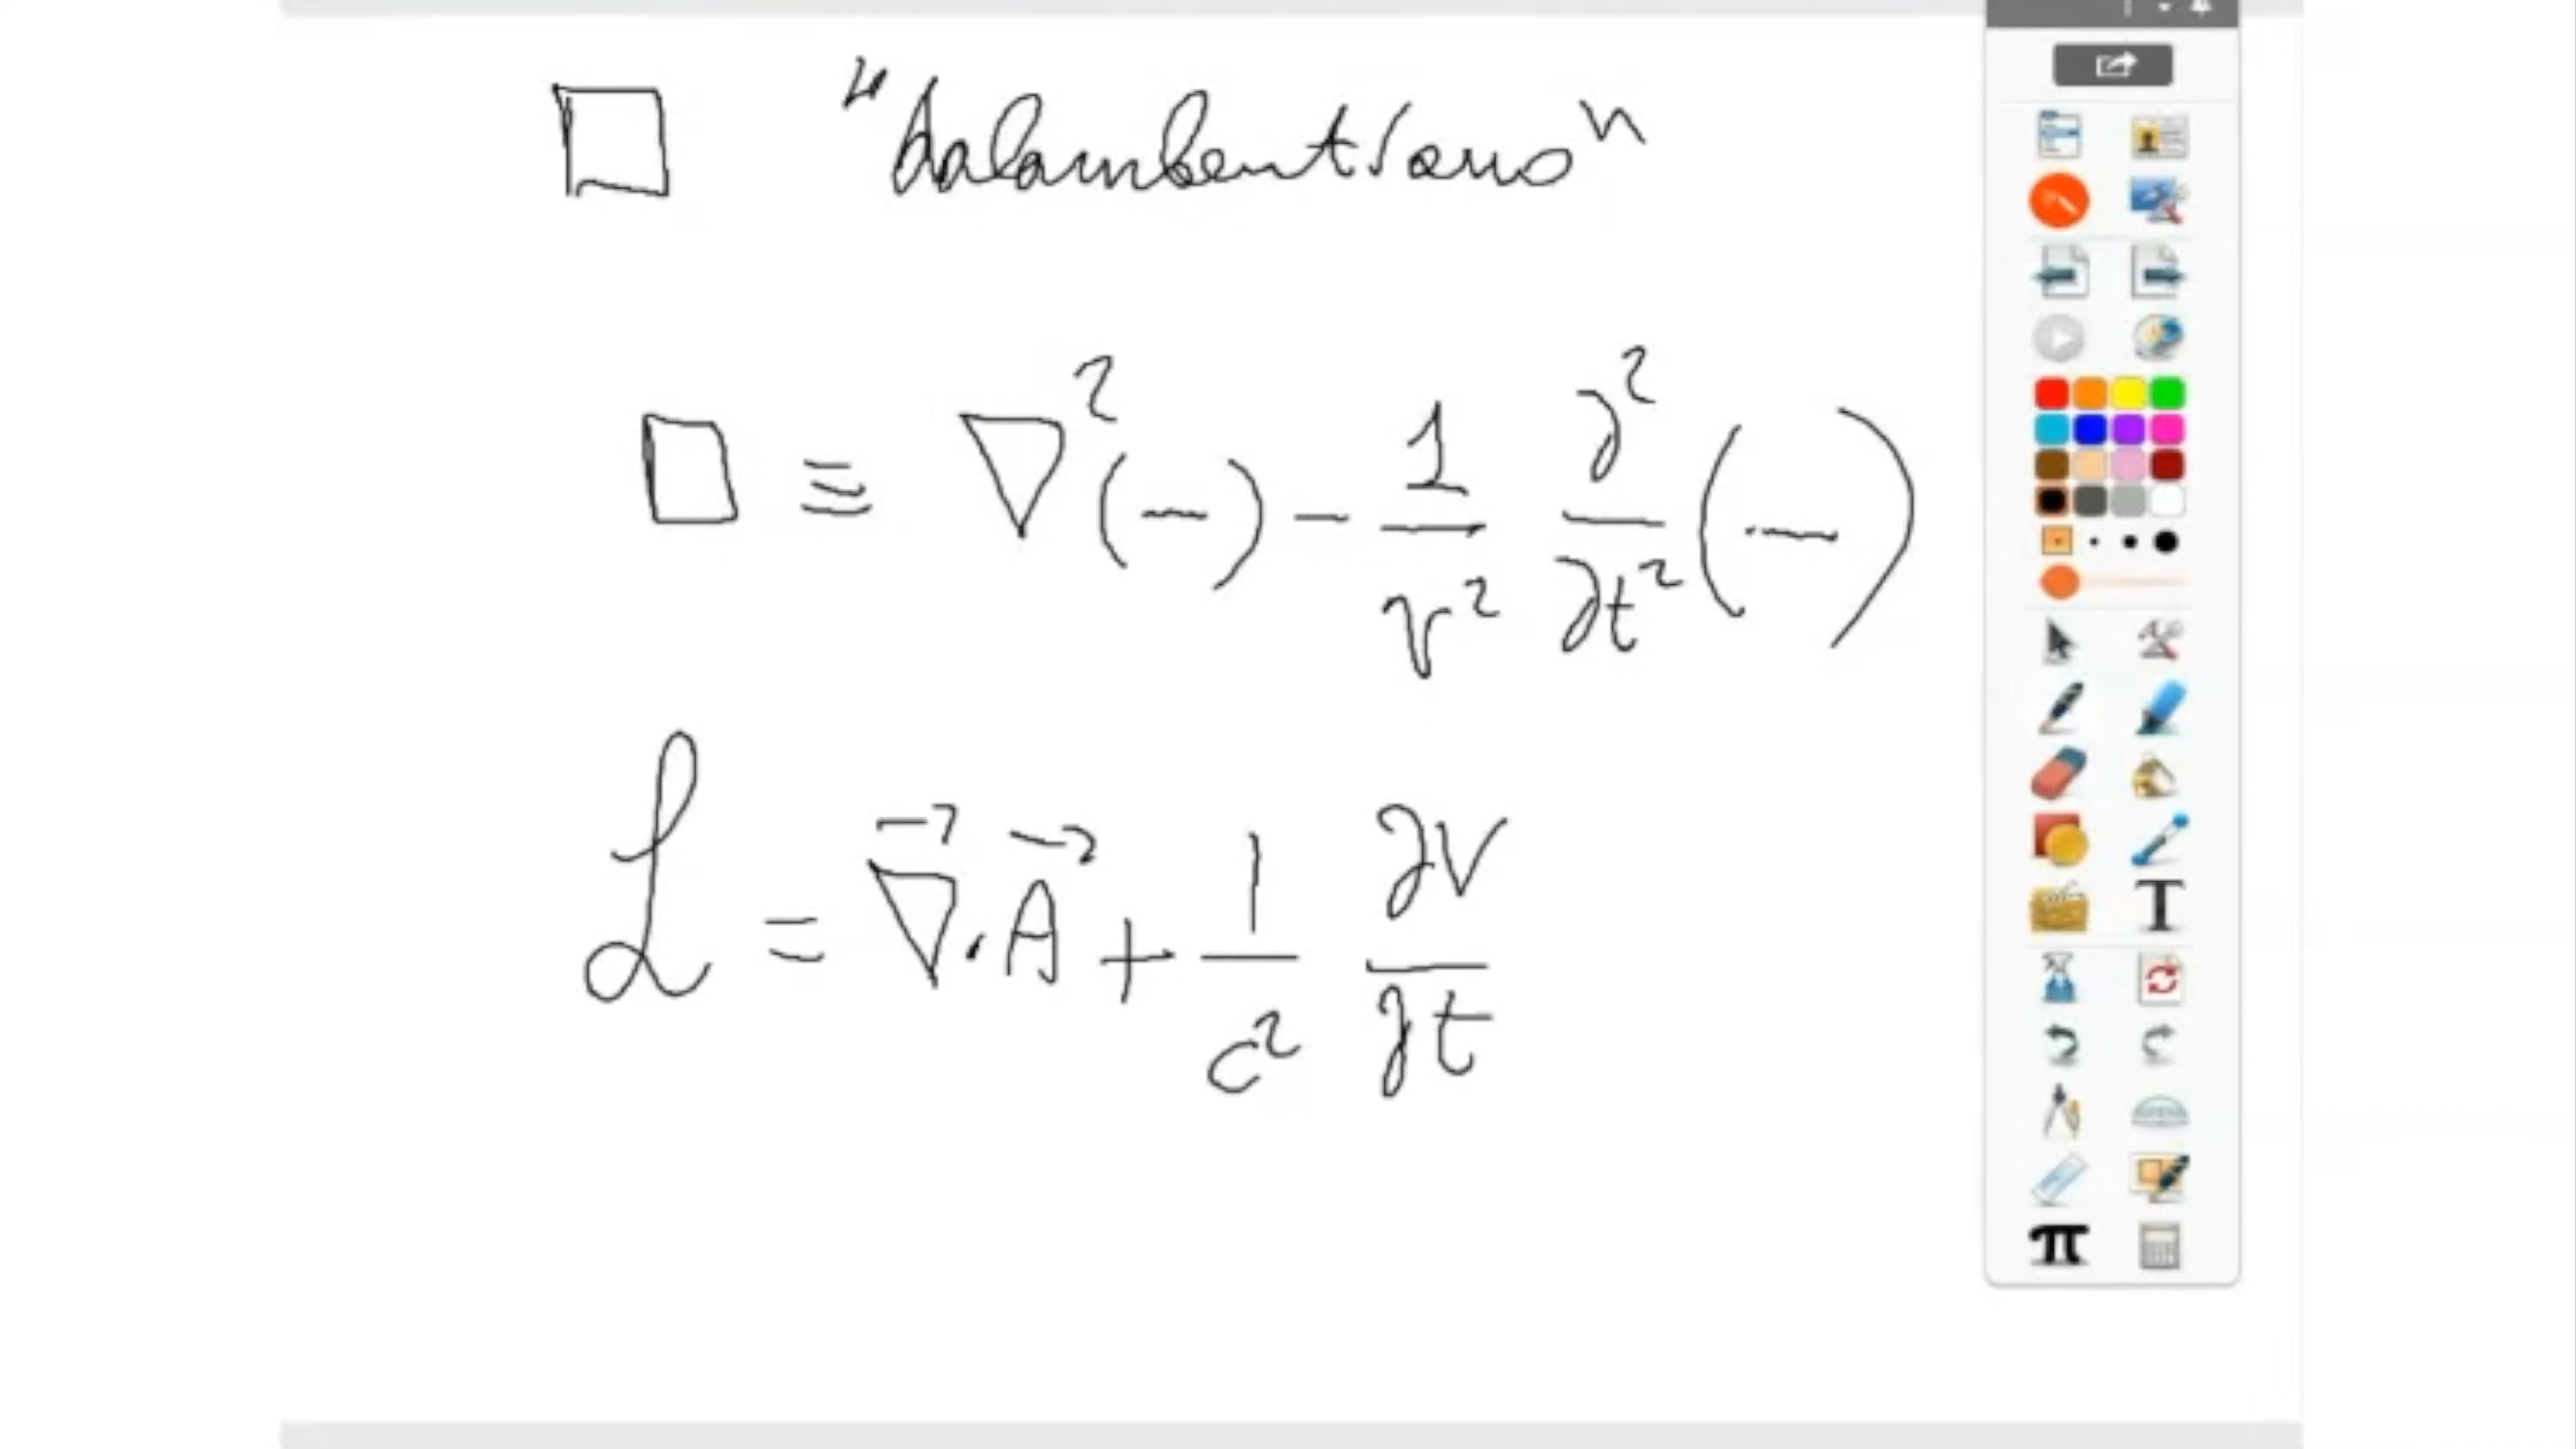 □ "dalambertiano"
□ ≡ ∇²(—) − 1/v² ∂²/∂t² (—)
ℒ = ∇⃗·A⃗ + 1/c² ∂V/∂t
T
π